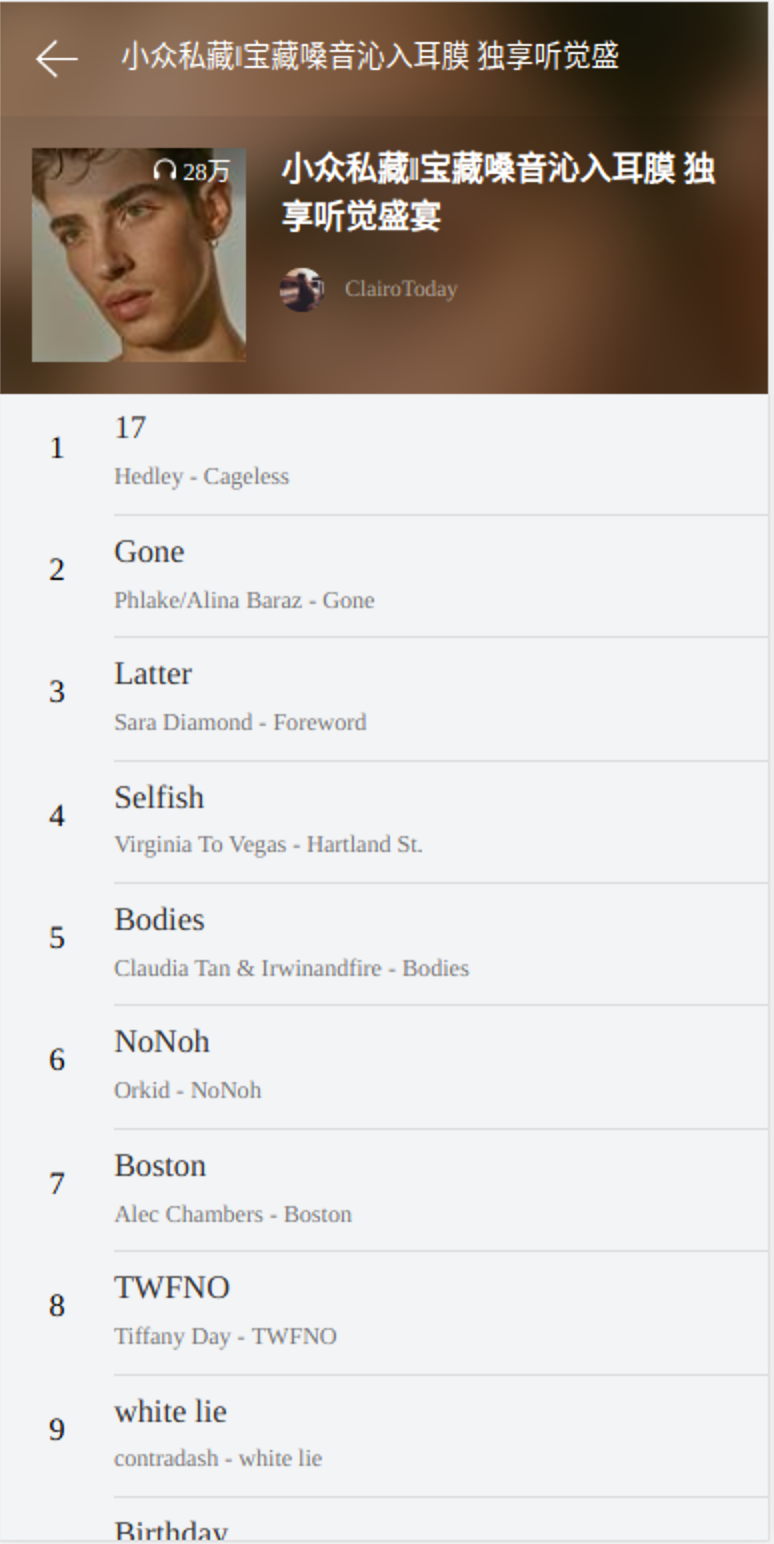 小众私藏‖宝藏嗓音沁入耳膜 独享听觉盛
28万
小众私藏‖宝藏嗓音沁入耳膜 独
享听觉盛宴
ClairoToday
1
17
Hedley - Cageless
2
Gone
Phlake/Alina Baraz - Gone
3
Latter
Sara Diamond - Foreword
4
Selfish
Virginia To Vegas - Hartland St.
5
Bodies
Claudia Tan & Irwinandfire - Bodies
6
NoNoh
Orkid - NoNoh
7
Boston
Alec Chambers - Boston
8
TWFNO
Tiffany Day - TWFNO
9
white lie
contradash - white lie
Birthday